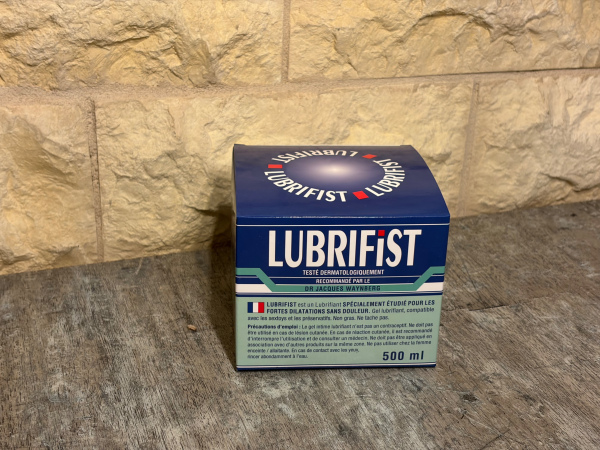 LUBRIFIST LUBRIFIST LUBRIFIST
LUBRIFiST
TESTÉ DERMATOLOGIQUEMENT
RECOMMANDÉ PAR LE
DR JACQUES WAYNBERG
LUBRIFIST est un Lubrifiant SPÉCIALEMENT ÉTUDIÉ POUR LES
FORTES DILATATIONS SANS DOULEUR. Gel lubrifiant, compatible
avec les sextoys et les préservatifs. Non gras. Ne tache pas.
Précautions d'emploi : Le gel intime lubrifiant n'est pas un contraceptif. Ne doit pas
être utilisé en cas de lésion cutanée. En cas de réaction cutanée, il est recommandé
d'interrompre l'utilisation et de consulter un médecin. Ne doit pas être appliqué en
association avec d'autres produits sur la même zone. Ne pas utiliser chez la femme
enceinte / allaitante. En cas de contact avec les yeux,
rincer abondamment à l'eau.
500 ml